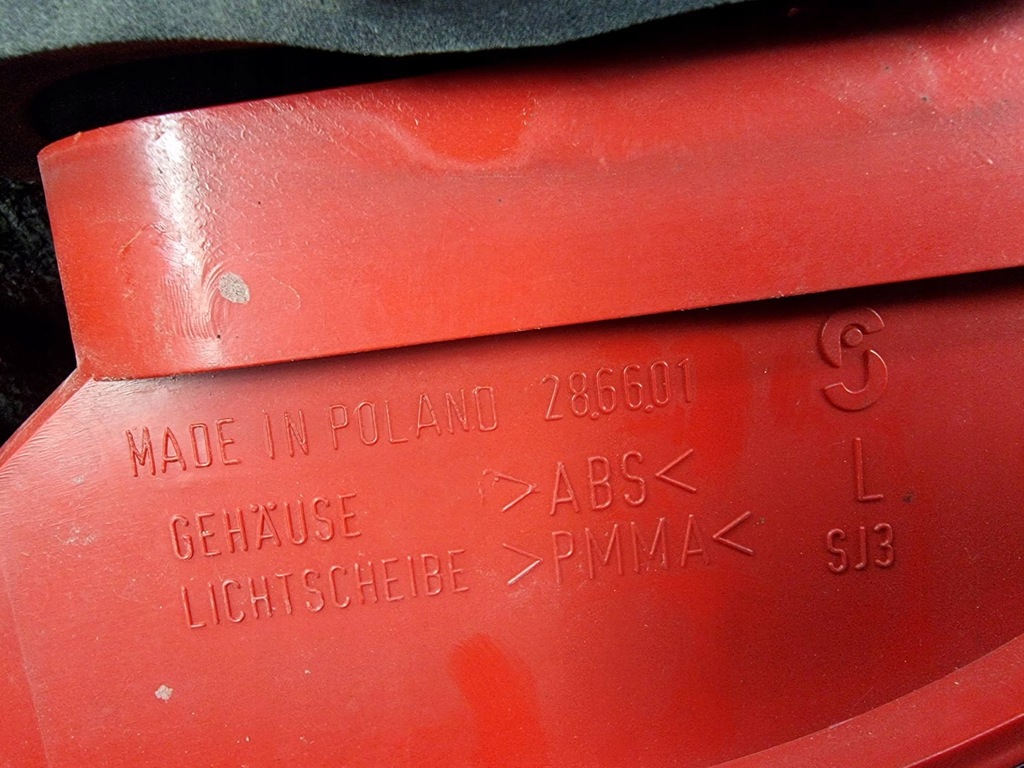 MADE IN POLAND 28.66.01
GEHÄUSE >ABS<
LICHTSCHEIBE >PMMA<
L
SJ3